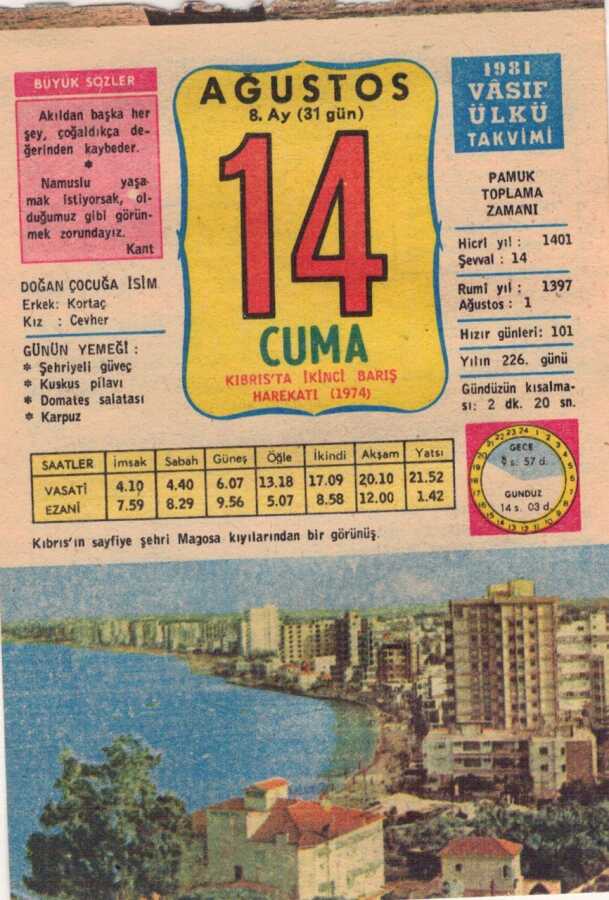 BÜYÜK SÖZLER
Akıldan başka her
şey, çoğaldıkça de-
ğerinden kaybeder.
*
Namuslu yaşa-
mak istiyorsak, ol-
duğumuz gibi görün-
mek zorundayız.
Kant
DOĞAN ÇOCUĞA İSİM
Erkek: Kortaç
Kız : Cevher
GÜNÜN YEMEĞİ :
* Şehriyeli güveç
* Kuskus pilavı
* Domates salatası
* Karpuz
AĞUSTOS
8. Ay (31 gün)
14
CUMA
KIBRIS'TA İKİNCİ BARIŞ
HAREKATI (1974)
1981
VÂSIF
ÜLKÜ
TAKVİMİ
PAMUK
TOPLAMA
ZAMANI
Hicrî yıl : 1401
Şevval : 14
Rumî yıl : 1397
Ağustos : 1
Hızır günleri: 101
Yılın 226. günü
Gündüzün kısalma-
sı: 2 dk. 20 sn.
SAATLER İmsak Sabah Güneş Öğle İkindi Akşam Yatsı
VASATİ 4.10 4.40 6.07 13.18 17.09 20.10 21.52
EZANİ 7.59 8.29 9.56 5.07 8.58 12.00 1.42
GECE
9 s. 57 d.
GÜNDÜZ
14 s. 03 d.
Kıbrıs'ın sayfiye şehri Magosa kıyılarından bir görünüş.